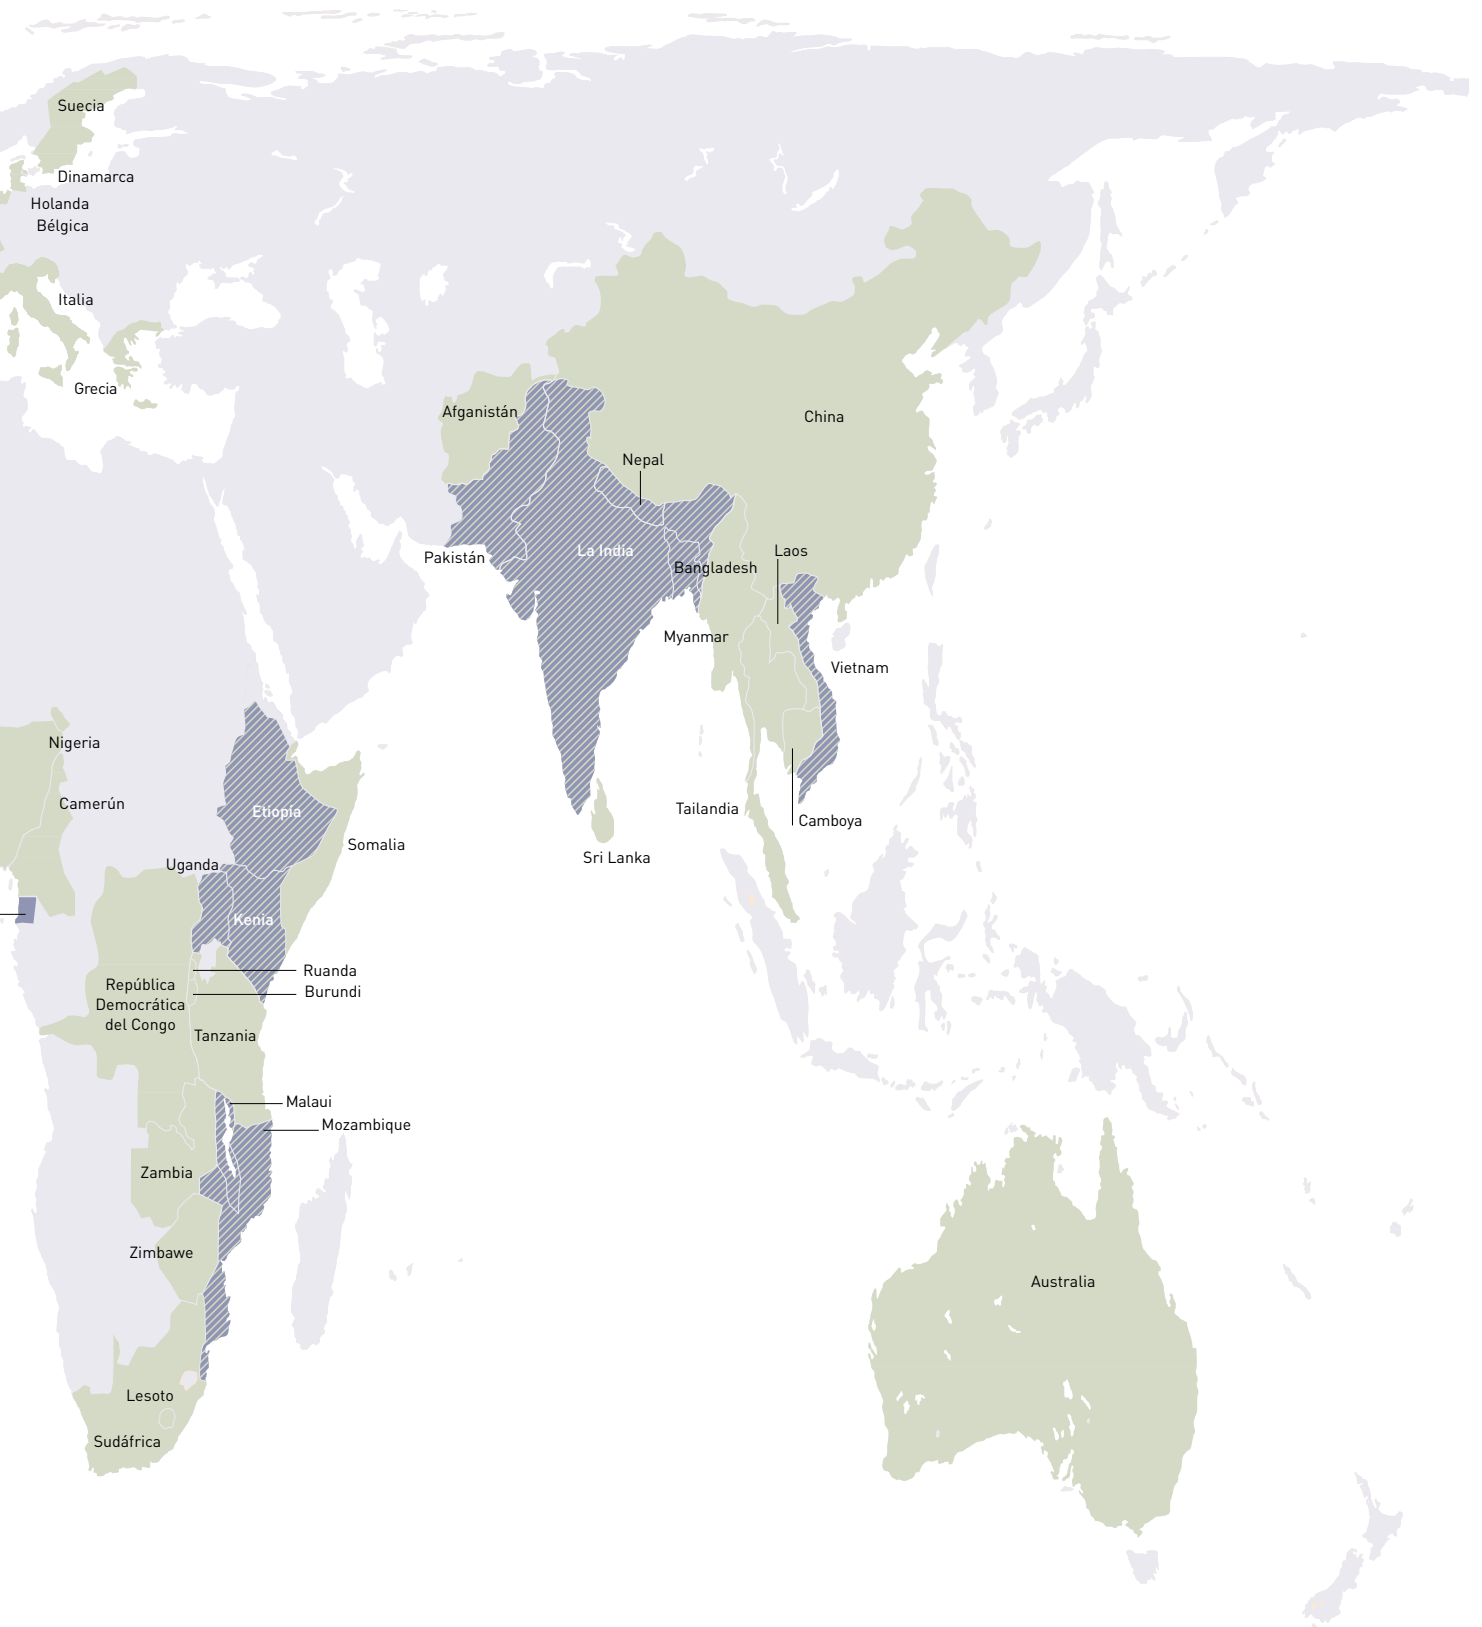 Suecia
Dinamarca
Holanda
Bélgica
Italia
Grecia
Afganistán
China
Nepal
Pakistán
La India
Laos
Bangladesh
Myanmar
Vietnam
Nigeria
Camerún
Etiopía
Tailandia
Camboya
Somalia
Sri Lanka
Uganda
Kenia
Ruanda
Burundi
República
Democrática
del Congo
Tanzania
Malaui
Mozambique
Zambia
Zimbawe
Australia
Lesoto
Sudáfrica